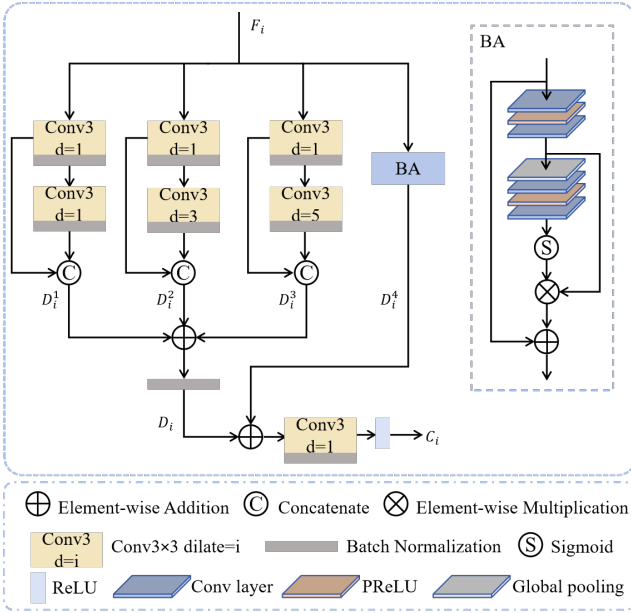 F_i
BA
Conv3
d=1
Conv3
d=1
Conv3
d=1
BA
Conv3
d=1
Conv3
d=3
Conv3
d=5
C
C
C
S
D_i^1
D_i^2
D_i^3
D_i^4
D_i
Conv3
d=1
C_i
Element-wise Addition
C Concatenate
Element-wise Multiplication
Conv3
d=i
Conv3×3 dilate=i
Batch Normalization
S Sigmoid
ReLU
Conv layer
PReLU
Global pooling